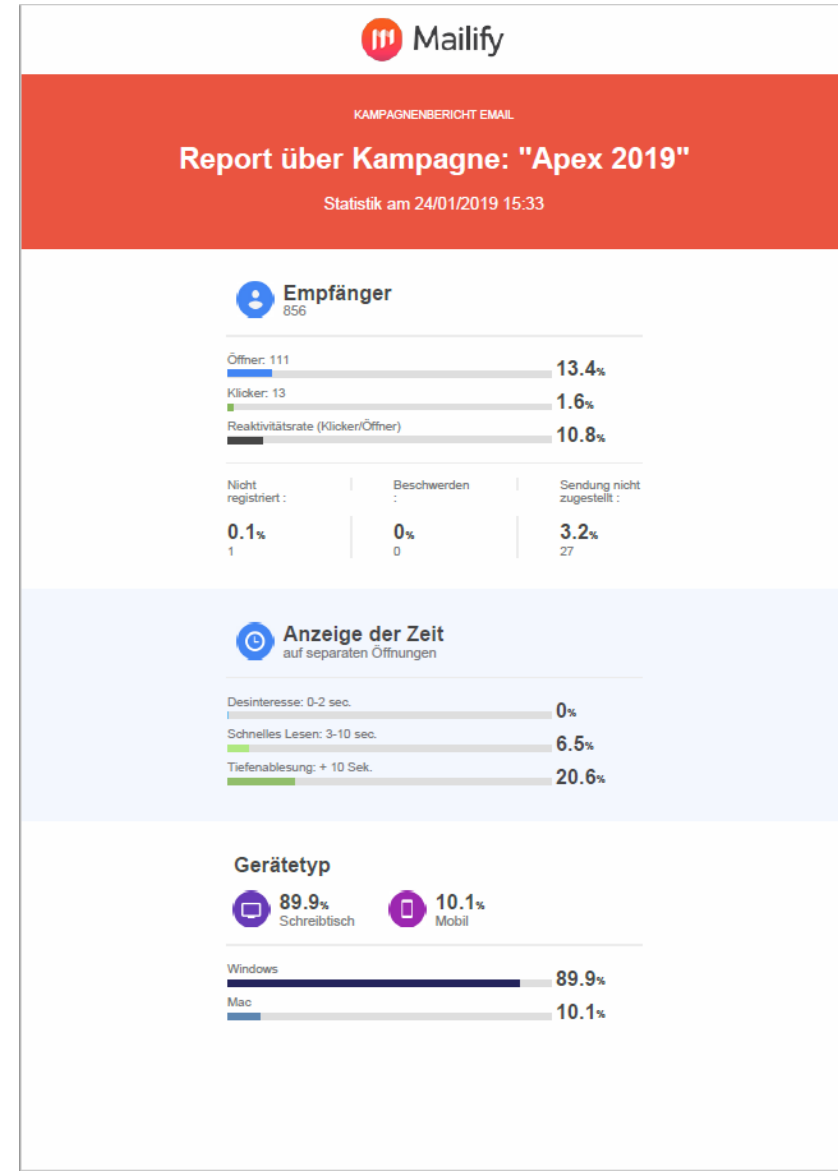 Mailify
KAMPAGNENBERICHT EMAIL
Report über Kampagne: "Apex 2019"
Statistik am 24/01/2019 15:33
Empfänger
856
Öffner: 111
13.4%
Klicker: 13
1.6%
Reaktivitätsrate (Klicker/Öffner)
10.8%
Nicht
registriert :
0.1%
1
Beschwerden
:
0%
0
Sendung nicht
zugestellt :
3.2%
27
Anzeige der Zeit
auf separaten Öffnungen
Desinteresse: 0-2 sec.
0%
Schnelles Lesen: 3-10 sec.
6.5%
Tiefenablesung: + 10 Sek.
20.6%
Gerätetyp
89.9%
Schreibtisch
10.1%
Mobil
Windows
89.9%
Mac
10.1%